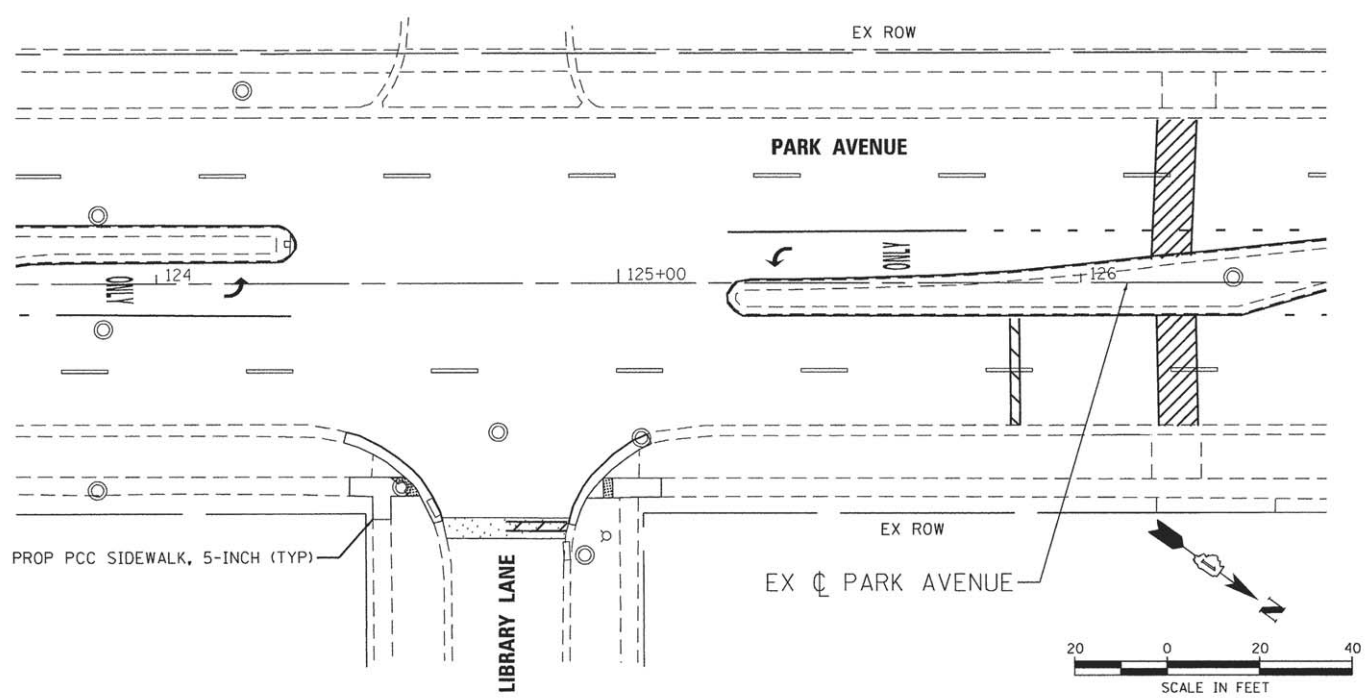 EX ROW
PARK AVENUE
ONLY
124
125+00
ONLY
126
PROP PCC SIDEWALK, 5-INCH (TYP)
LIBRARY LANE
EX ROW
EX ℄ PARK AVENUE
N
20 0 20 40
SCALE IN FEET